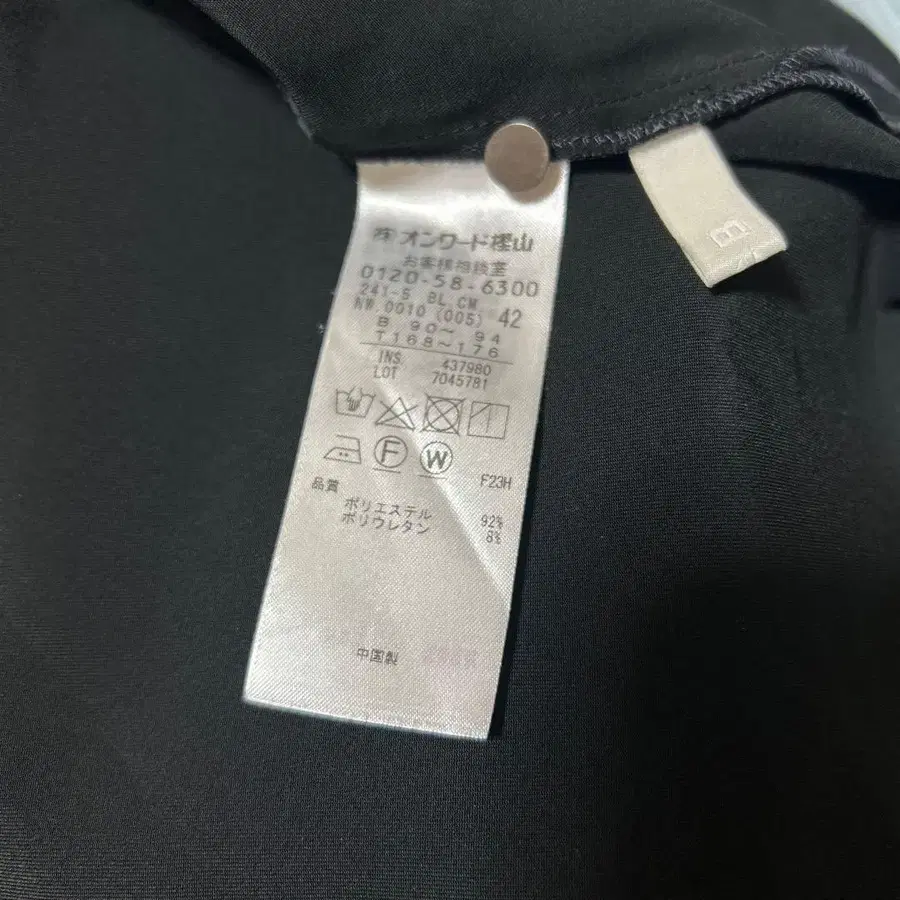 ㈱オンワード樫山
お客様相談室
0120-58-6300
241-5 BL.CM
NW.0010 (005) 42
B 90～ 94
T168～176
INS 437980
LOT 7045781
F W
F23H
品質
ポリエステル 92%
ポリウレタン 8%
中国製
B